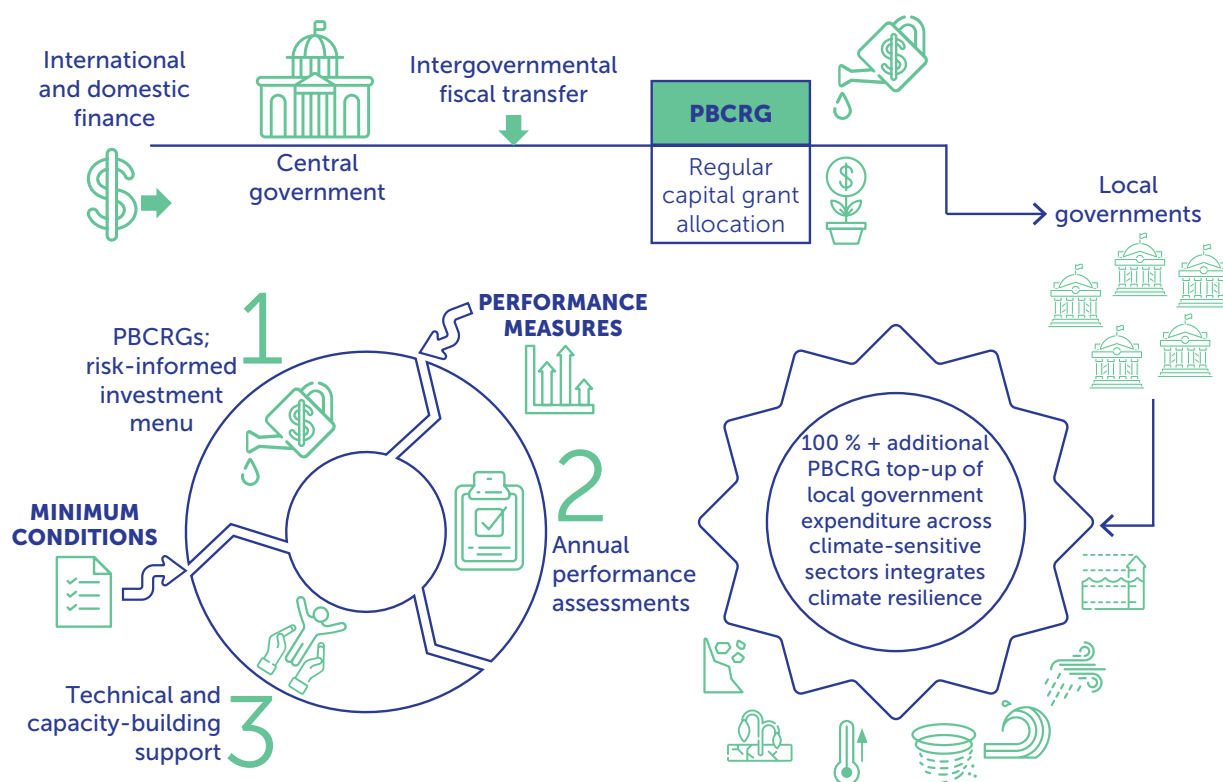 International
and domestic
finance
Central
government
Intergovernmental
fiscal transfer
PBCRG
Regular
capital grant
allocation
Local
governments
1
PBCRGs;
risk-informed
investment
menu
PERFORMANCE
MEASURES
2
Annual
performance
assessments
MINIMUM
CONDITIONS
3
Technical and
capacity-building
support
100 % + additional
PBCRG top-up of
local government
expenditure across
climate-sensitive
sectors integrates
climate resilience